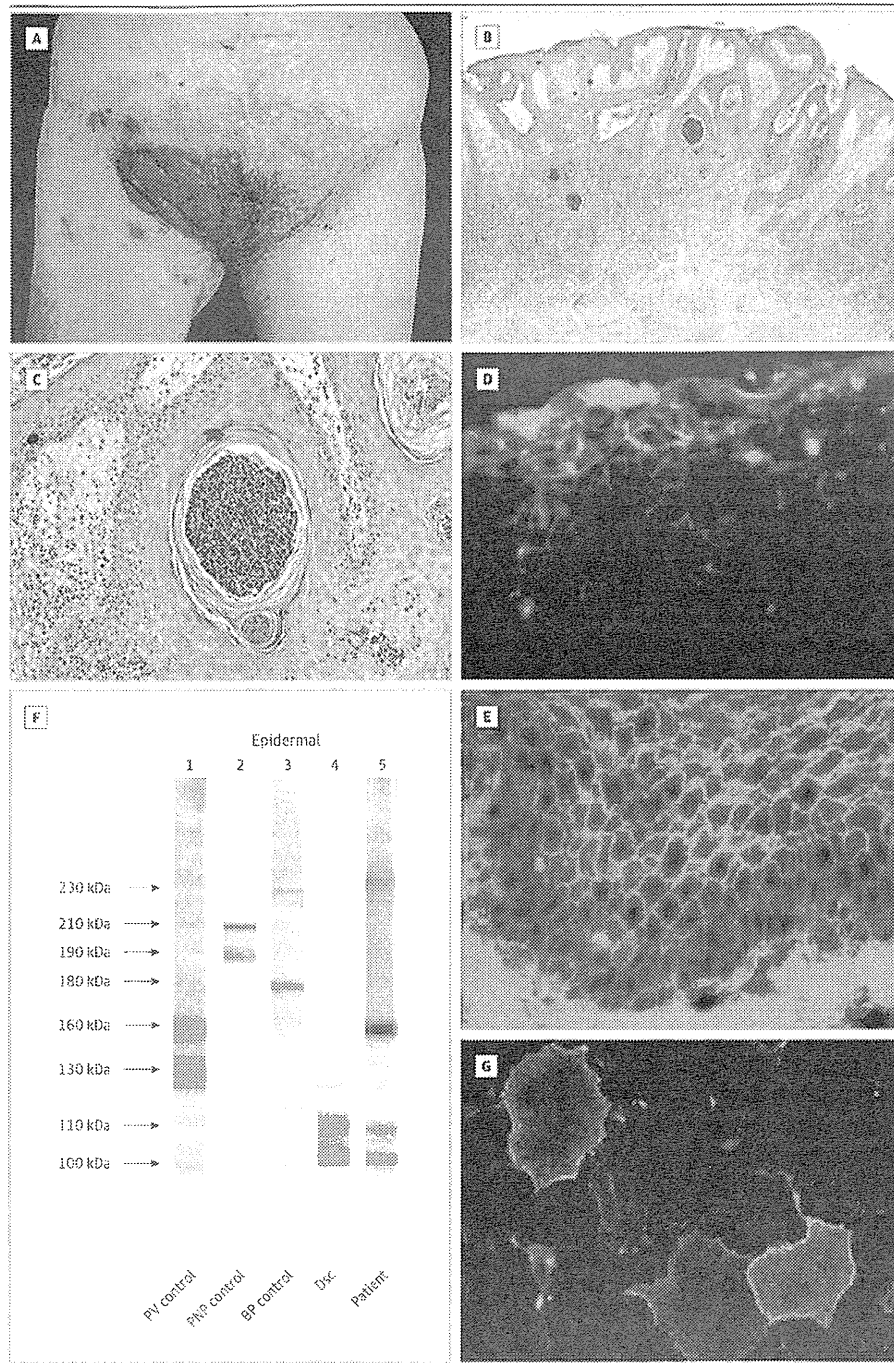 A
B
C
D
F
Epidermal
1 2 3 4 5
230 kDa
210 kDa
190 kDa
180 kDa
160 kDa
130 kDa
110 kDa
100 kDa
PV control
PNP control
BP control
Dsc
Patient
E
G